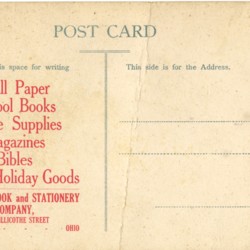 POST CARD
is space for writing
This side is for the Address.
ll Paper
ool Books
e Supplies
agazines
Bibles
Holiday Goods
OOK and STATIONERY
COMPANY,
LLICOTHE STREET
OHIO